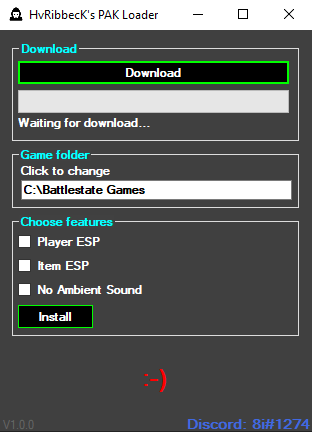 HvRibbecK's PAK Loader
Download
Download
Waiting for download...
Game folder
Click to change
C:\Battlestate Games
Choose features
Player ESP
Item ESP
No Ambient Sound
Install
:-)
V1.0.0
Discord: 8i#1274